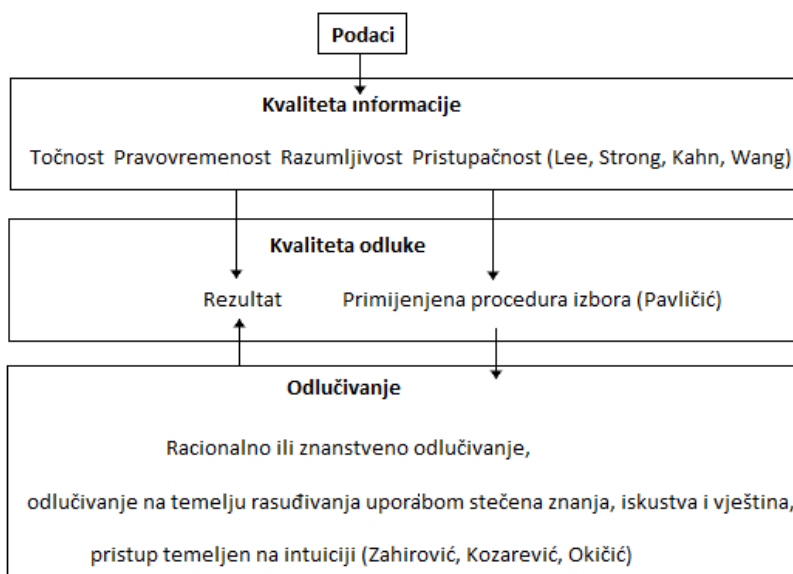 Podaci
Kvaliteta informacije
Točnost Pravovremenost Razumljivost Pristupačnost (Lee, Strong, Kahn, Wang)
Kvaliteta odluke
Rezultat Primijenjena procedura izbora (Pavličić)
Odlučivanje
Racionalno ili znanstveno odlučivanje,
odlučivanje na temelju rasuđivanja uporabom stečena znanja, iskustva i vještina,
pristup temeljen na intuiciji (Zahirović, Kozarević, Okičić)